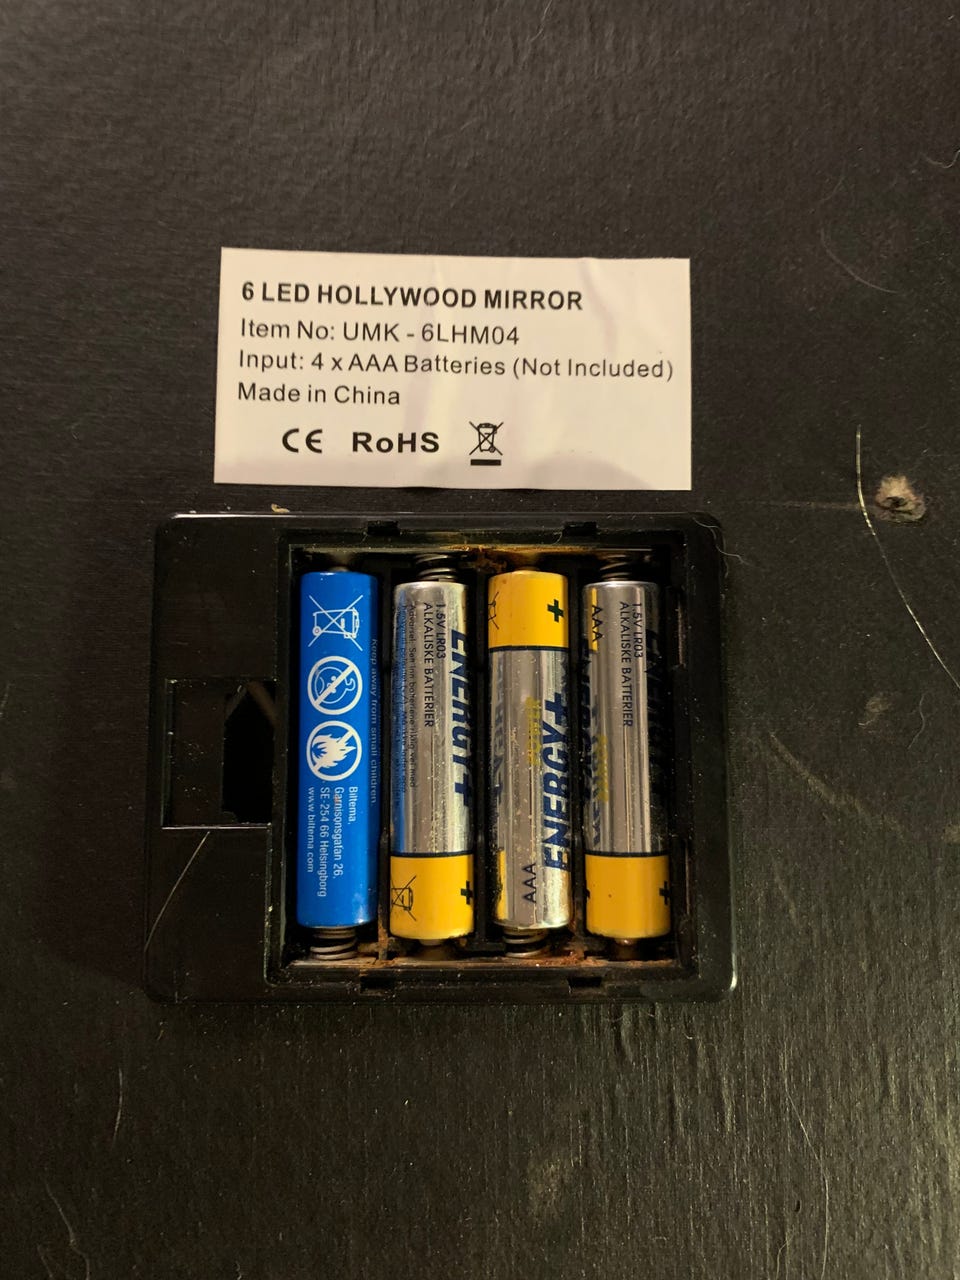 6 LED HOLLYWOOD MIRROR
Item No: UMK - 6LHM04
Input: 4 x AAA Batteries (Not Included)
Made in China
CE RoHS
Keep away from small children.
Biltema
Garnisonsgatan 26,
SE-254 66 Helsingborg
www.biltema.com
1.5V LR03
ALKALISKE BATTERIER
ENERGY+
+
+
ENERGY+
AAA
AAA
1.5V LR03
ALKALISKE BATTERIER
+